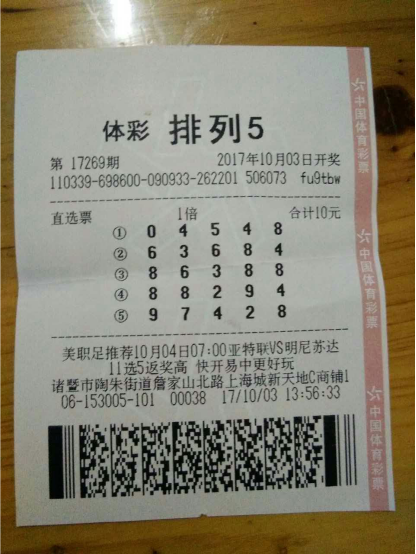 体彩 排列5
第 17269期 2017年10月03日开奖
110339-698600-090933-262201 506073 fu9tbw
直选票 1倍 合计10元
① 0 4 5 4 8
② 6 3 6 8 4
③ 8 6 3 8 8
④ 8 8 2 9 4
⑤ 9 7 4 2 8
美职足推荐10月04日07:00亚特联VS明尼苏达
11选5返奖高 快开易中更好玩
诸暨市陶朱街道詹家山北路上海城新天地C商铺1
06-153005-101 00038 17/10/03 13:56:33
中国体育彩票
中国体育彩票
中国体育彩票